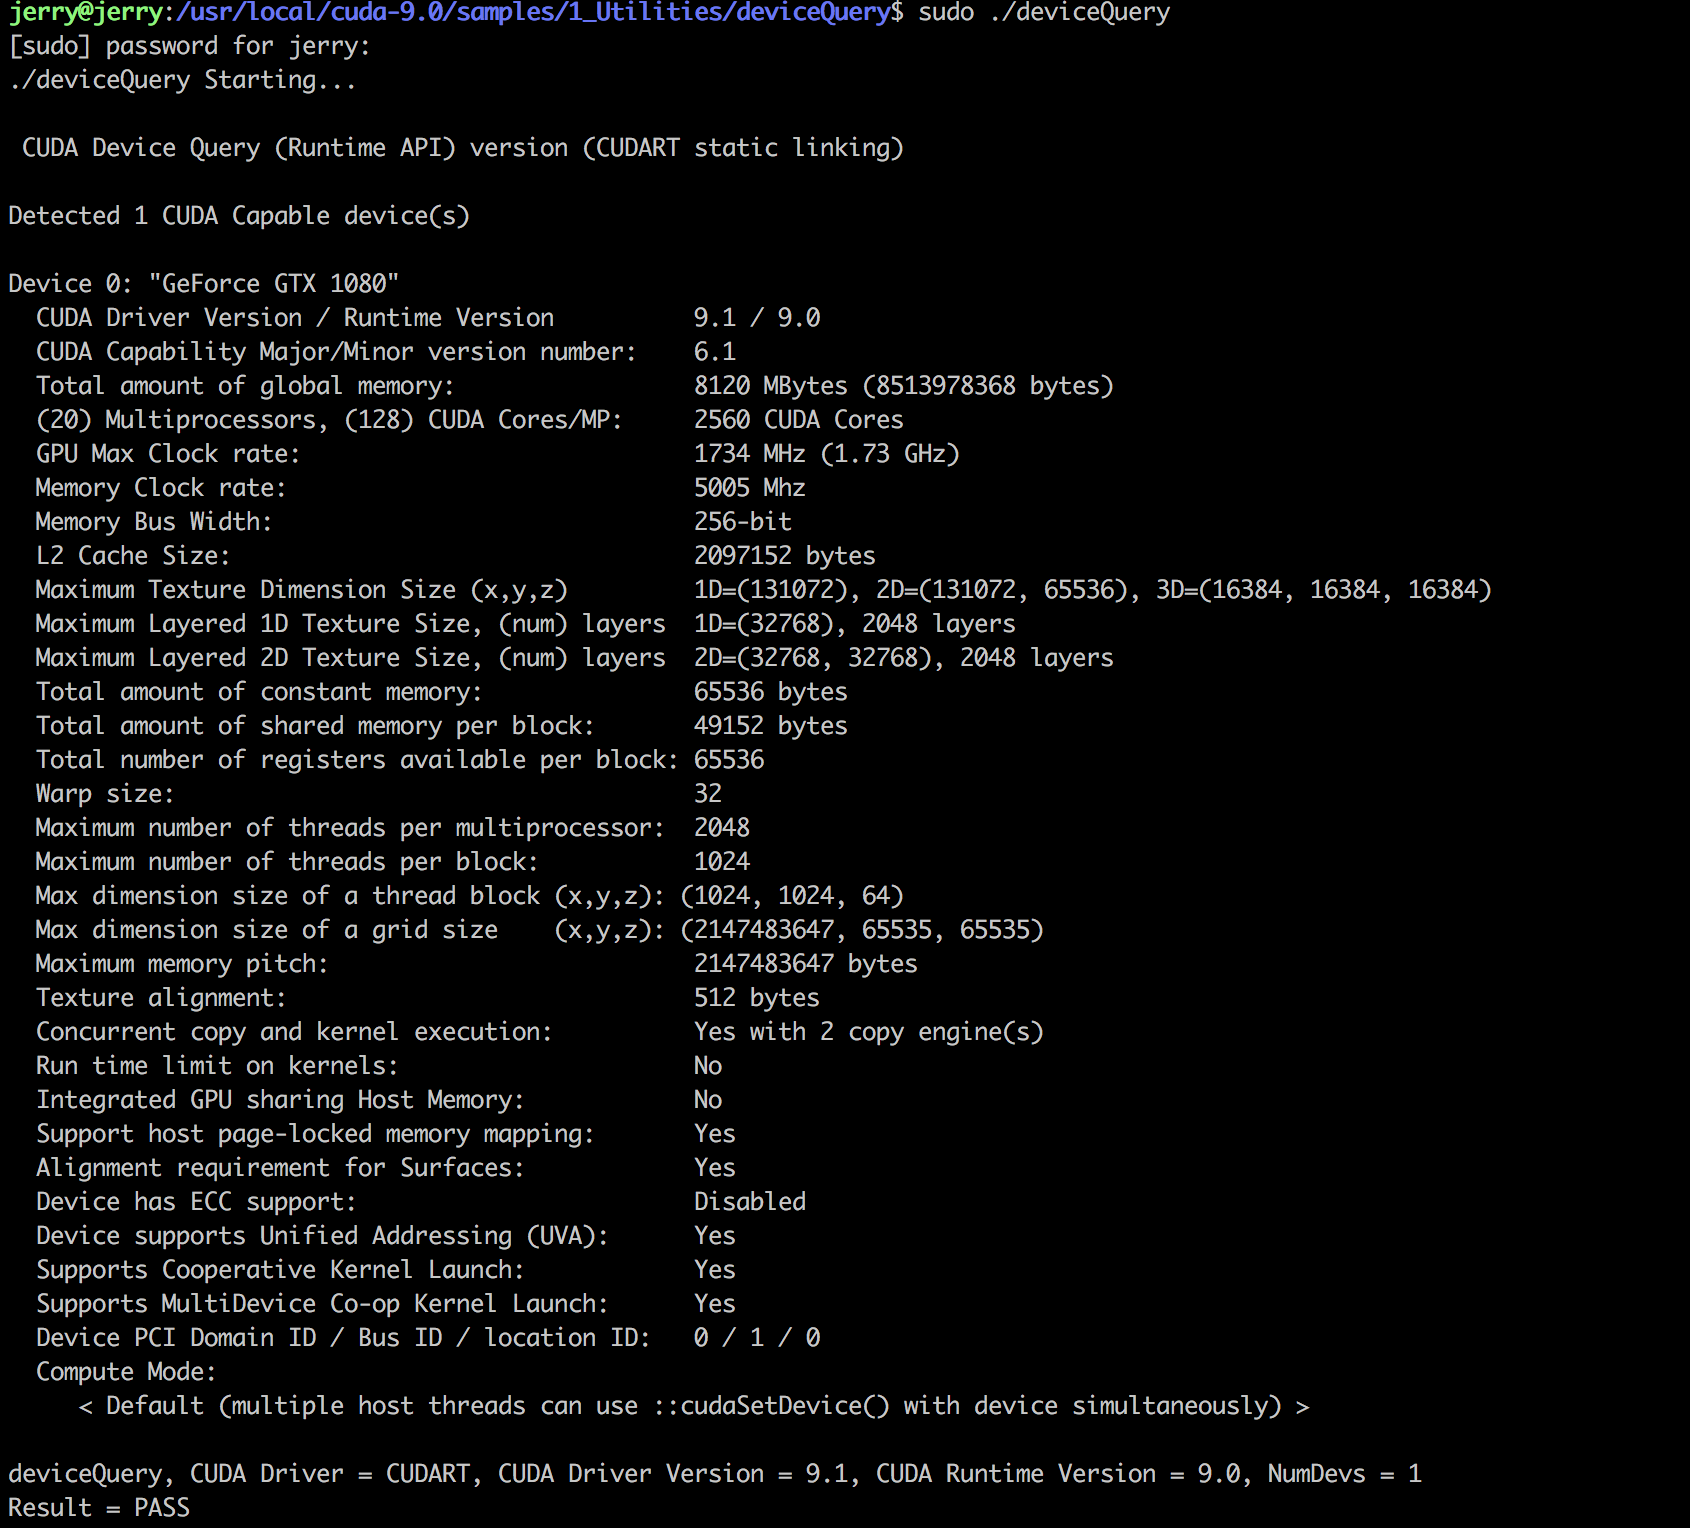 jerry@jerry:/usr/local/cuda-9.0/samples/1_Utilities/deviceQuery$ sudo ./deviceQuery
[sudo] password for jerry:
./deviceQuery Starting...
CUDA Device Query (Runtime API) version (CUDART static linking)
Detected 1 CUDA Capable device(s)
Device 0: "GeForce GTX 1080"
CUDA Driver Version / Runtime Version 9.1 / 9.0
CUDA Capability Major/Minor version number: 6.1
Total amount of global memory: 8120 MBytes (8513978368 bytes)
(20) Multiprocessors, (128) CUDA Cores/MP: 2560 CUDA Cores
GPU Max Clock rate: 1734 MHz (1.73 GHz)
Memory Clock rate: 5005 Mhz
Memory Bus Width: 256-bit
L2 Cache Size: 2097152 bytes
Maximum Texture Dimension Size (x,y,z) 1D=(131072), 2D=(131072, 65536), 3D=(16384, 16384, 16384)
Maximum Layered 1D Texture Size, (num) layers 1D=(32768), 2048 layers
Maximum Layered 2D Texture Size, (num) layers 2D=(32768, 32768), 2048 layers
Total amount of constant memory: 65536 bytes
Total amount of shared memory per block: 49152 bytes
Total number of registers available per block: 65536
Warp size: 32
Maximum number of threads per multiprocessor: 2048
Maximum number of threads per block: 1024
Max dimension size of a thread block (x,y,z): (1024, 1024, 64)
Max dimension size of a grid size (x,y,z): (2147483647, 65535, 65535)
Maximum memory pitch: 2147483647 bytes
Texture alignment: 512 bytes
Concurrent copy and kernel execution: Yes with 2 copy engine(s)
Run time limit on kernels: No
Integrated GPU sharing Host Memory: No
Support host page-locked memory mapping: Yes
Alignment requirement for Surfaces: Yes
Device has ECC support: Disabled
Device supports Unified Addressing (UVA): Yes
Supports Cooperative Kernel Launch: Yes
Supports MultiDevice Co-op Kernel Launch: Yes
Device PCI Domain ID / Bus ID / location ID: 0 / 1 / 0
Compute Mode:
< Default (multiple host threads can use ::cudaSetDevice() with device simultaneously) >
deviceQuery, CUDA Driver = CUDART, CUDA Driver Version = 9.1, CUDA Runtime Version = 9.0, NumDevs = 1
Result = PASS